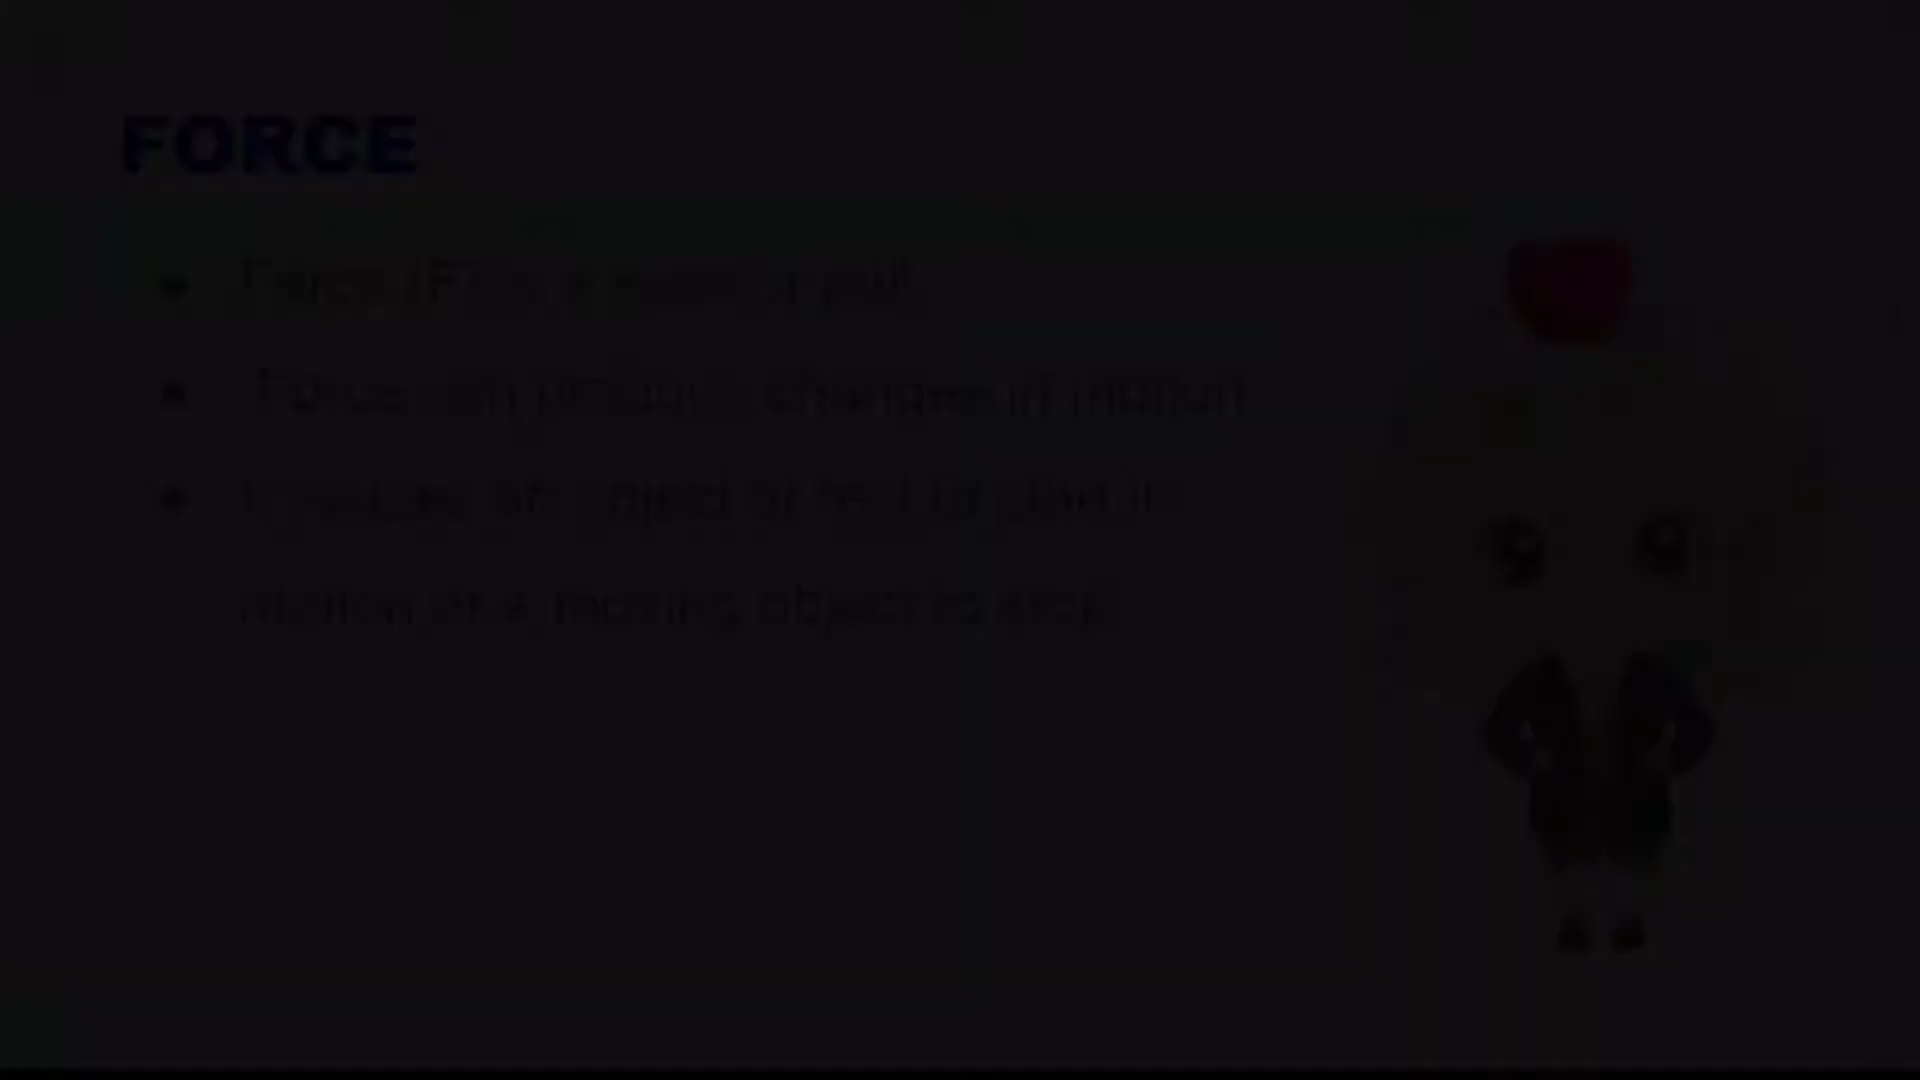 FORCE
Force (F) is a push or pull
Force can produce changes in motion
It causes an object at rest to start in
motion or a moving object to stop